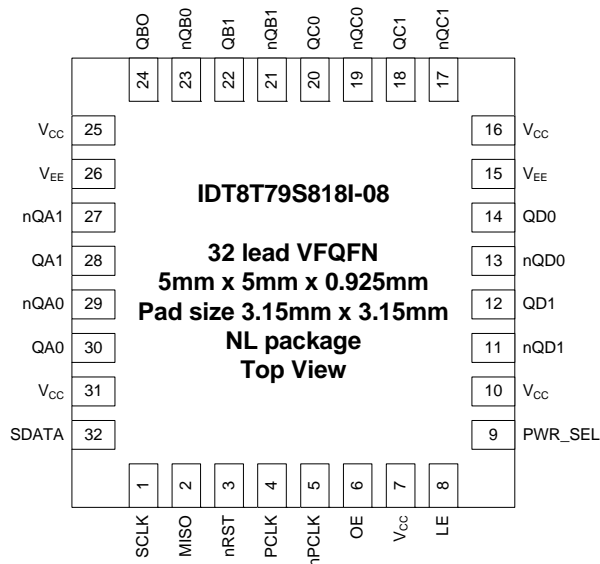 QBO
nQB0
QB1
nQB1
QC0
nQC0
QC1
nQC1
24
23
22
21
20
19
18
17
VCC 25
VEE 26
nQA1 27
QA1 28
nQA0 29
QA0 30
VCC 31
SDATA 32
IDT8T79S818I-08
32 lead VFQFN
5mm x 5mm x 0.925mm
Pad size 3.15mm x 3.15mm
NL package
Top View
16 VCC
15 VEE
14 QD0
13 nQD0
12 QD1
11 nQD1
10 VCC
9 PWR_SEL
1
2
3
4
5
6
7
8
SCLK
MISO
nRST
PCLK
nPCLK
OE
VCC
LE